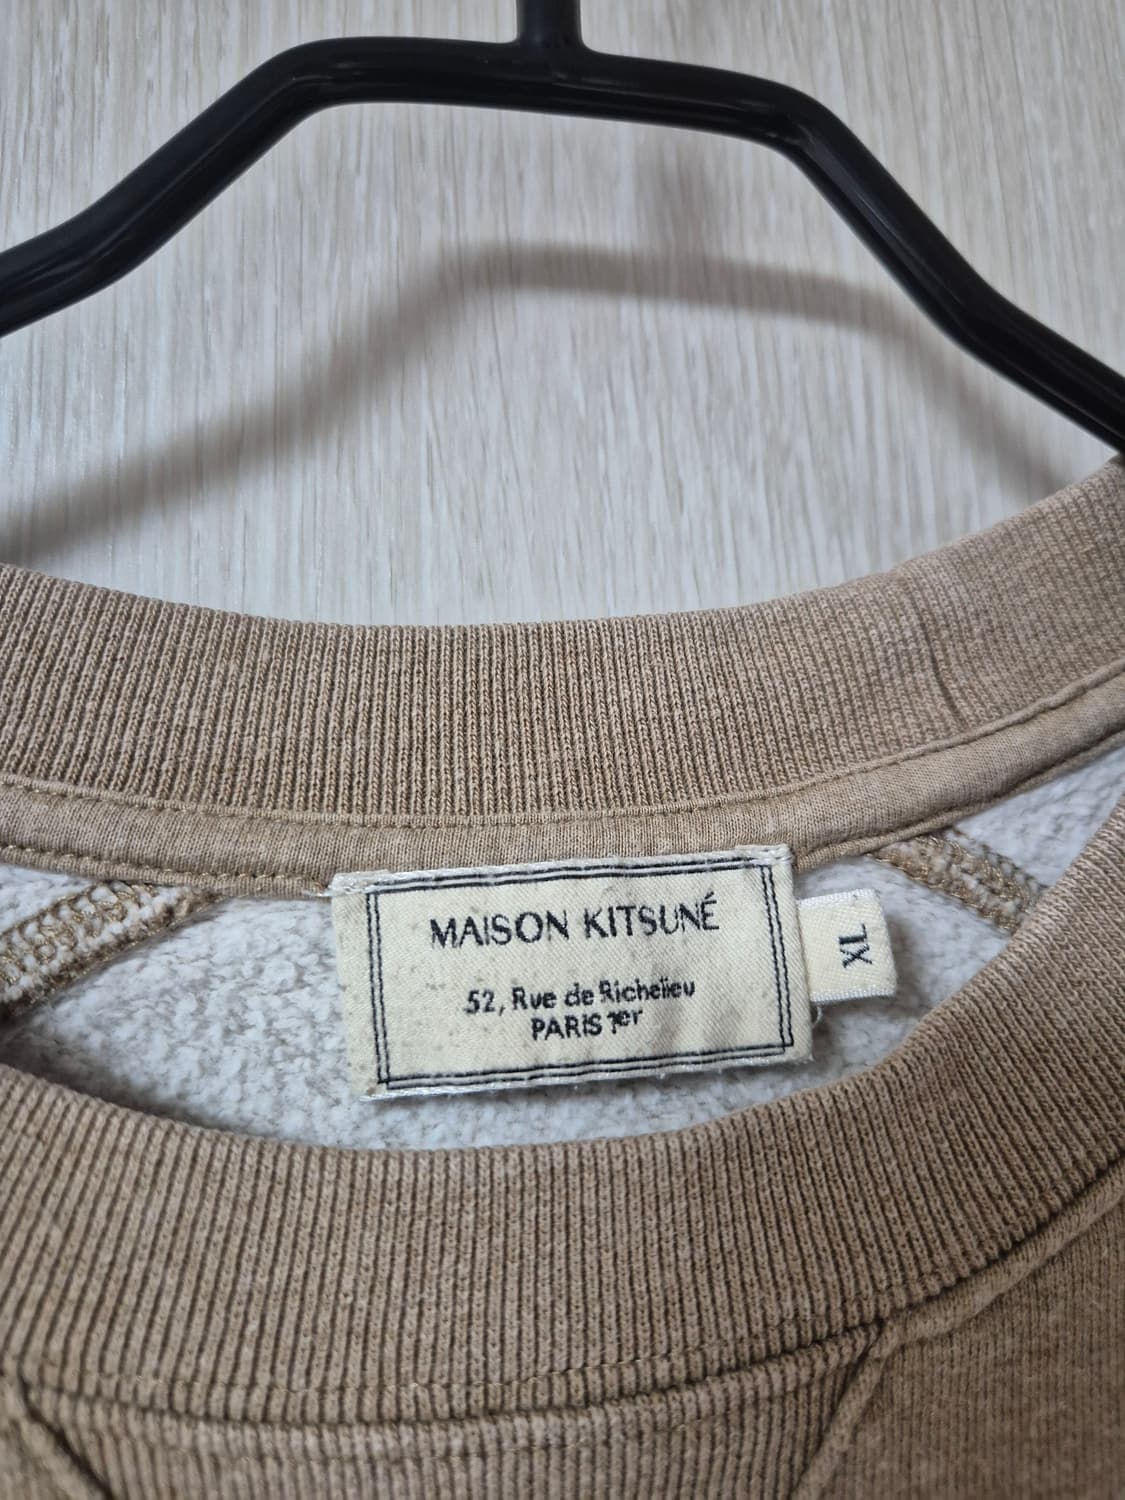 MAISON KITSUNÉ
52, Rue de Richelieu
PARIS 1er
XL